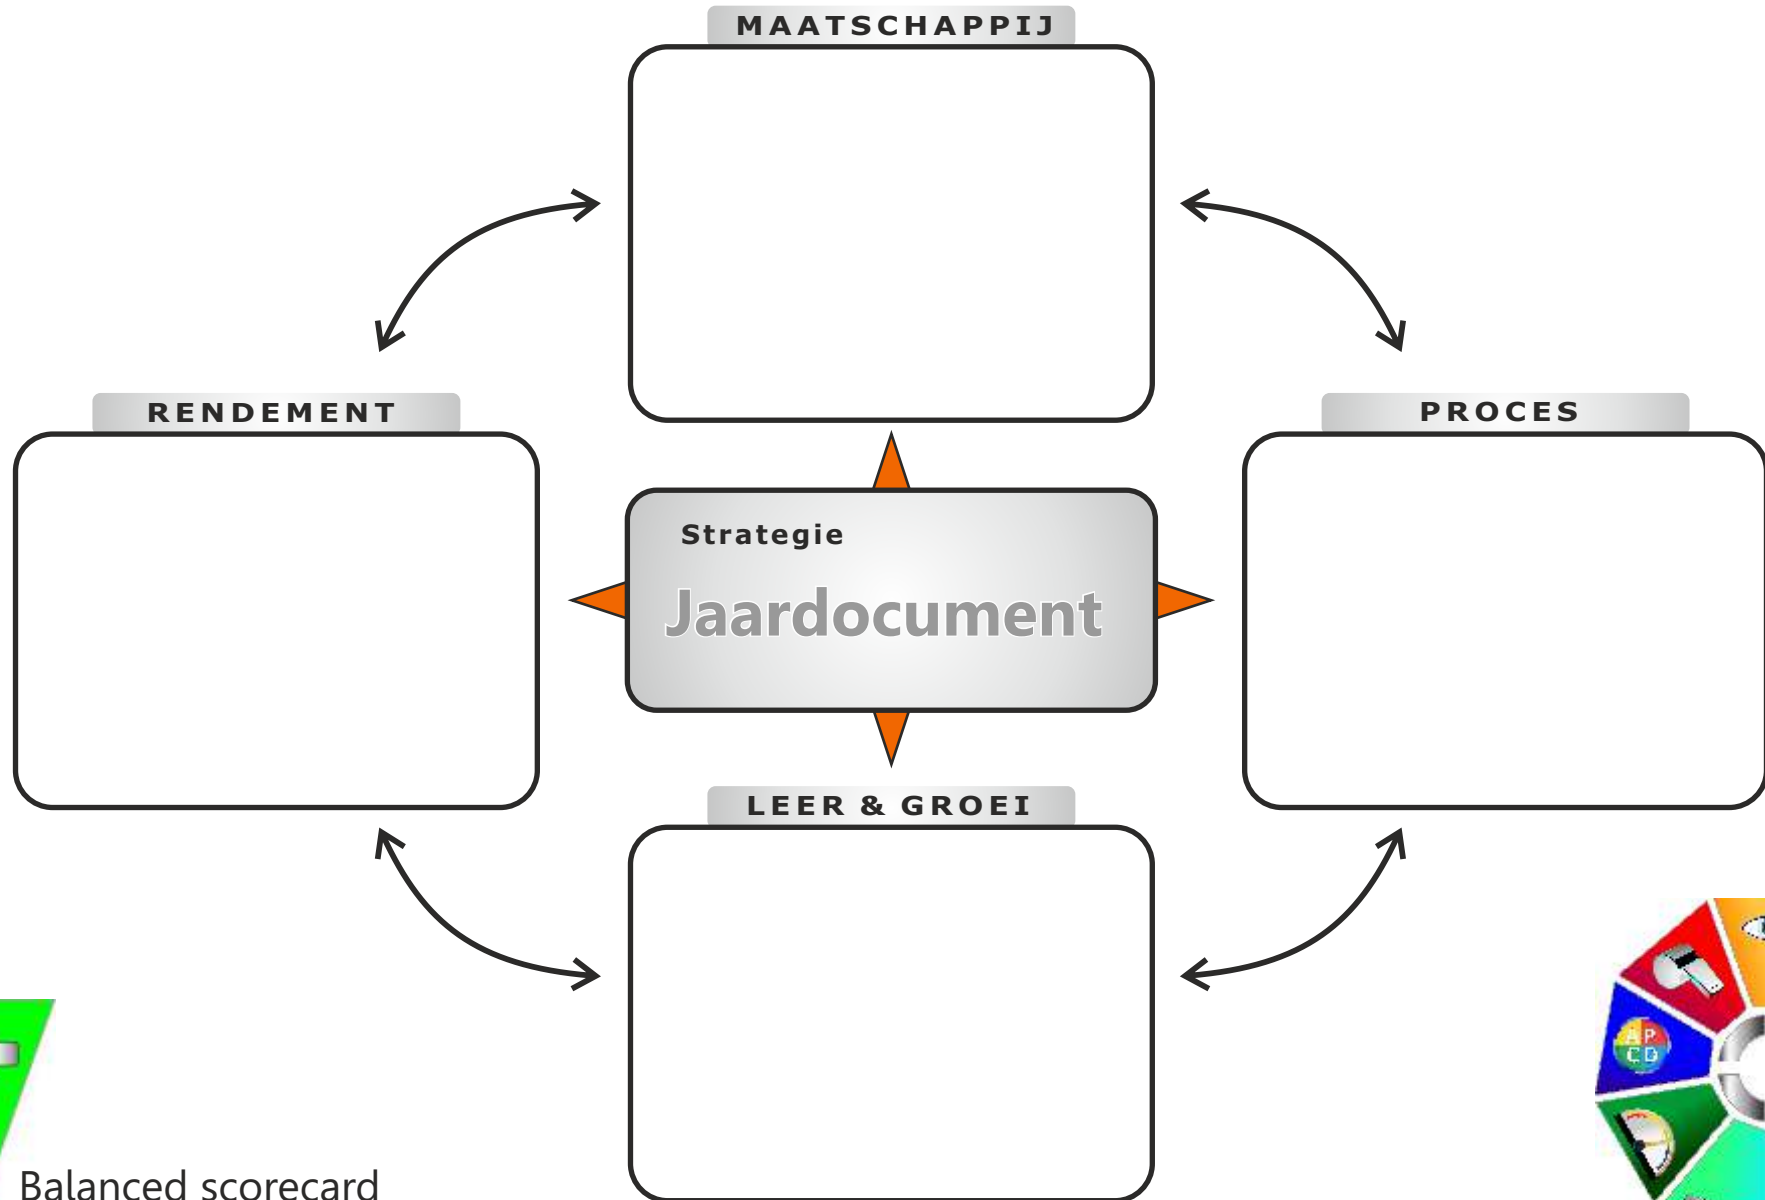 MAATSCHAPPIJ
RENDEMENT
PROCES
Strategie
Jaardocument
LEER & GROEI
A P
C D
Balanced scorecard